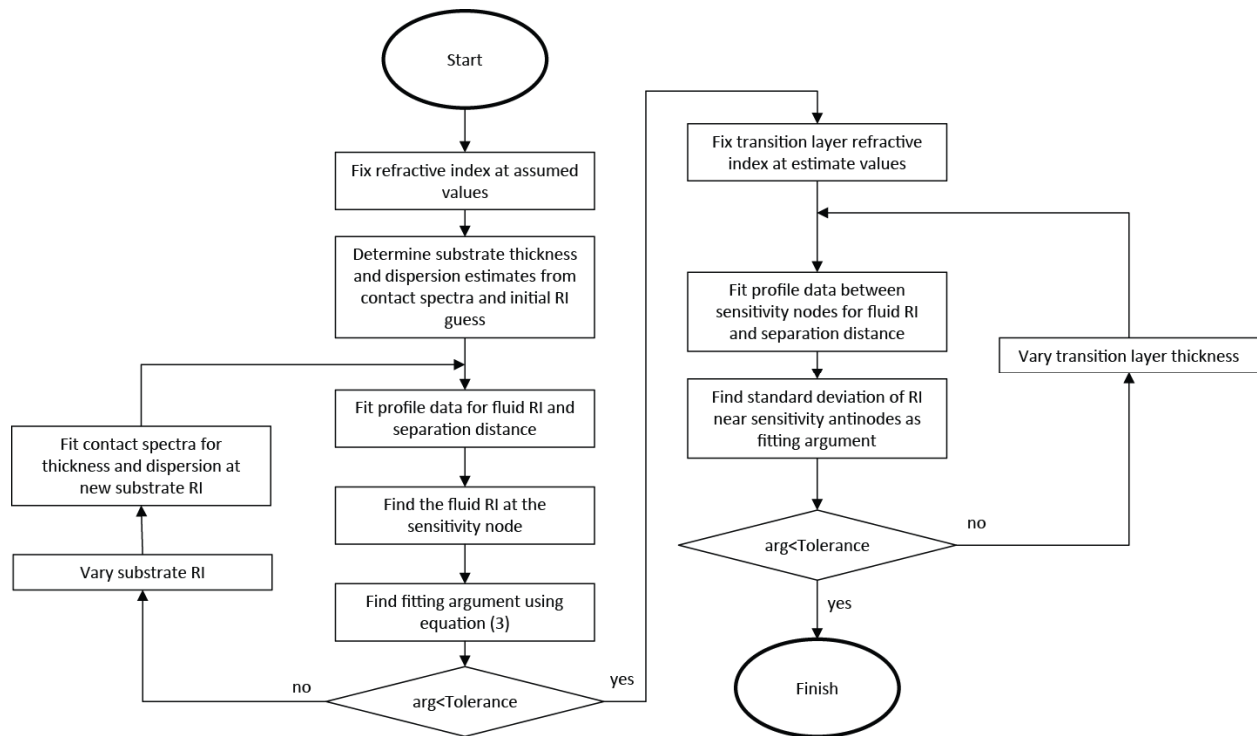 Start
Fix refractive index at assumed
values
Determine substrate thickness
and dispersion estimates from
contact spectra and initial RI
guess
Fit profile data for fluid RI and
separation distance
Find the fluid RI at the
sensitivity node
Find fitting argument using
equation (3)
arg<Tolerance
no
yes
Vary substrate RI
Fit contact spectra for
thickness and dispersion at
new substrate RI
Fix transition layer refractive
index at estimate values
Fit profile data between
sensitivity nodes for fluid RI
and separation distance
Find standard deviation of RI
near sensitivity antinodes as
fitting argument
arg<Tolerance
no
Vary transition layer thickness
yes
Finish